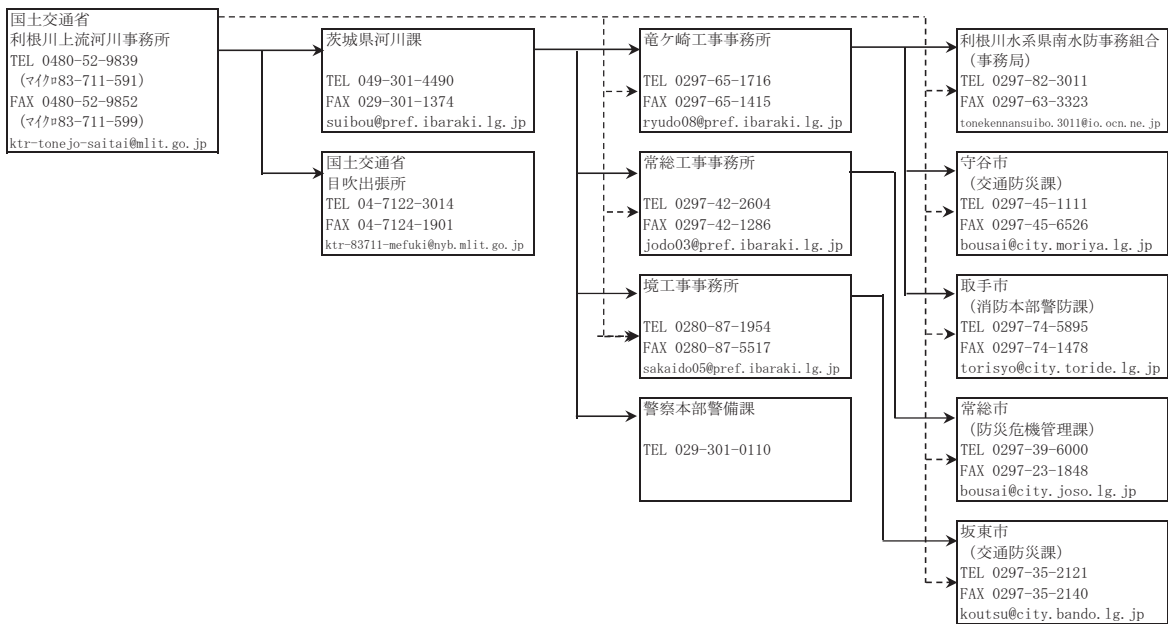 国土交通省
利根川上流河川事務所
TEL 0480-52-9839
（ﾏｲｸﾛ83-711-591）
FAX 0480-52-9852
（ﾏｲｸﾛ83-711-599）
ktr-tonejo-saitai@mlit.go.jp
茨城県河川課
TEL 049-301-4490
FAX 029-301-1374
suibou@pref.ibaraki.lg.jp
国土交通省
目吹出張所
TEL 04-7122-3014
FAX 04-7124-1901
ktr-83711-mefuki@nyb.mlit.go.jp
竜ケ崎工事事務所
TEL 0297-65-1716
FAX 0297-65-1415
ryudo08@pref.ibaraki.lg.jp
常総工事事務所
TEL 0297-42-2604
FAX 0297-42-1286
jodo03@pref.ibaraki.lg.jp
境工事事務所
TEL 0280-87-1954
FAX 0280-87-5517
sakaido05@pref.ibaraki.lg.jp
警察本部警備課
TEL 029-301-0110
利根川水系県南水防事務組合
（事務局）
TEL 0297-82-3011
FAX 0297-63-3323
tonekennansuibo.3011@io.ocn.ne.jp
守谷市
（交通防災課）
TEL 0297-45-1111
FAX 0297-45-6526
bousai@city.moriya.lg.jp
取手市
（消防本部警防課）
TEL 0297-74-5895
FAX 0297-74-1478
torisyo@city.toride.lg.jp
常総市
（防災危機管理課）
TEL 0297-39-6000
FAX 0297-23-1848
bousai@city.joso.lg.jp
坂東市
（交通防災課）
TEL 0297-35-2121
FAX 0297-35-2140
koutsu@city.bando.lg.jp